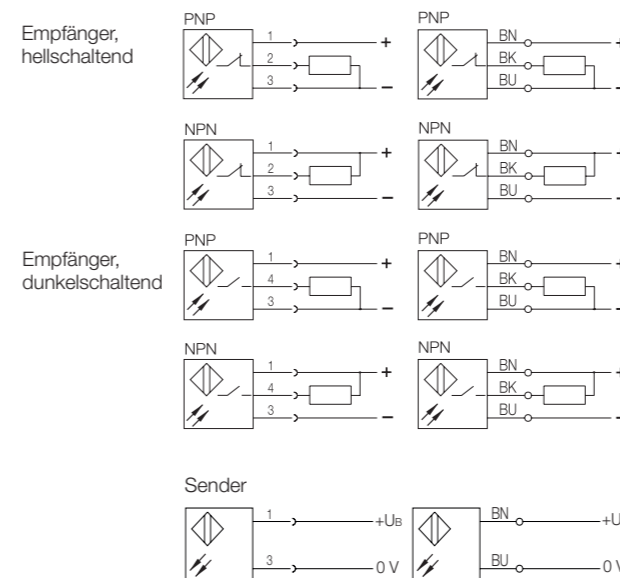 Empfänger,
hellschaltend
PNP
1
+
2
3
–
PNP
BN
+
BK
BU
–
NPN
1
+
2
3
–
NPN
BN
BK
BU
–
Empfänger,
dunkelschaltend
PNP
1
+
4
3
–
PNP
BN
+
BK
BU
–
NPN
1
+
4
3
–
NPN
BN
+
BK
BU
–
Sender
1
+UB
3
0 V
BN
+U
BU
0 V